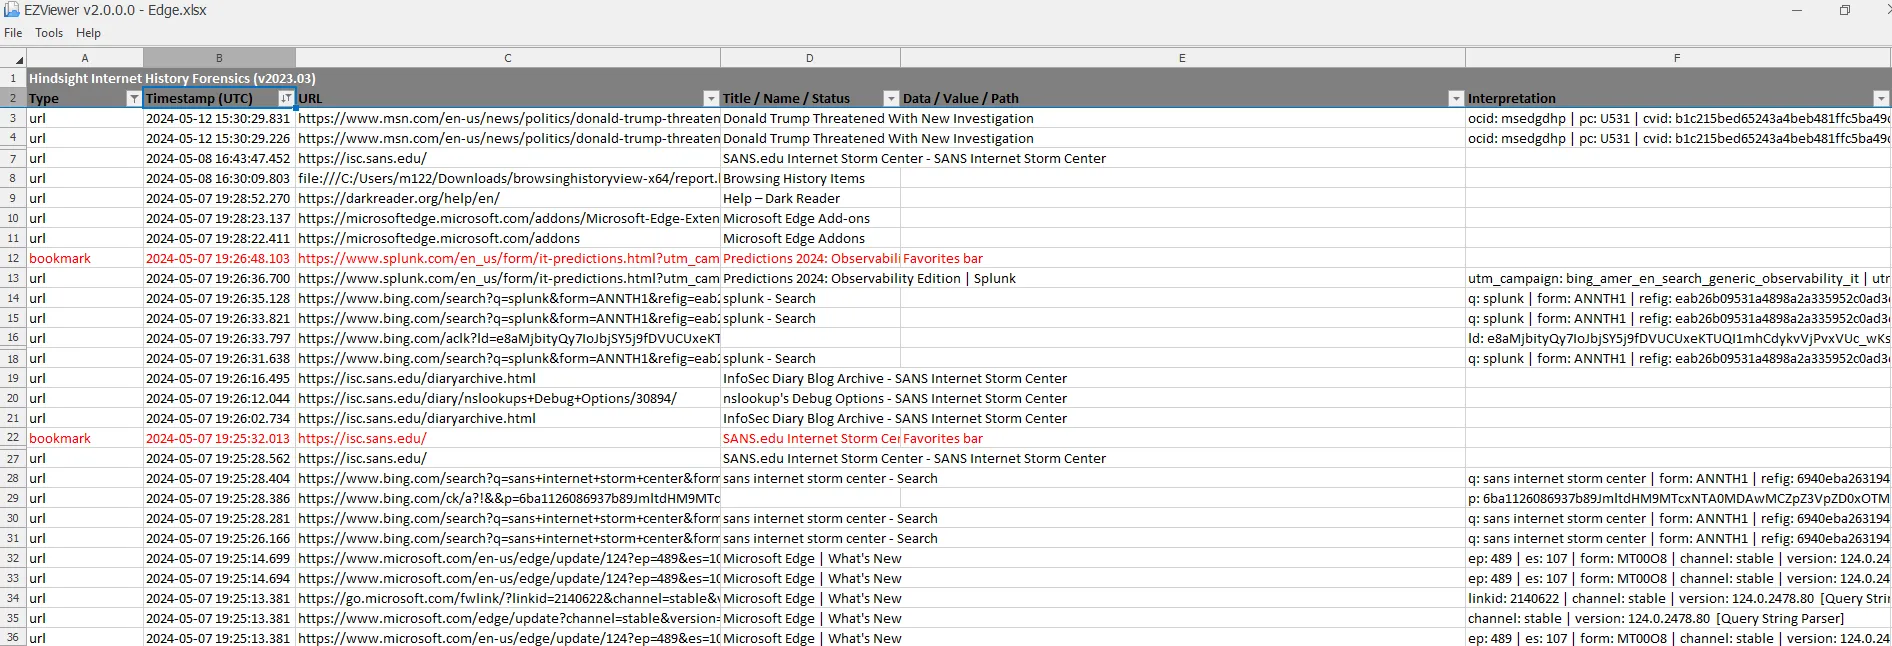 EZViewer v2.0.0.0 - Edge.xlsx
File Tools Help
A B C D E F
1 Hindsight Internet History Forensics (v2023.03)
2 Type Timestamp (UTC) URL Title / Name / Status Data / Value / Path Interpretation
3 url 2024-05-12 15:30:29.831 https://www.msn.com/en-us/news/politics/donald-trump-threaten Donald Trump Threatened With New Investigation ocid: msedgdhp | pc: U531 | cvid: b1c215bed65243a4beb481ffc5ba49c
4 url 2024-05-12 15:30:29.226 https://www.msn.com/en-us/news/politics/donald-trump-threaten Donald Trump Threatened With New Investigation ocid: msedgdhp | pc: U531 | cvid: b1c215bed65243a4beb481ffc5ba49c
7 url 2024-05-08 16:43:47.452 https://isc.sans.edu/ SANS.edu Internet Storm Center - SANS Internet Storm Center
8 url 2024-05-08 16:30:09.803 file:///C:/Users/m122/Downloads/browsinghistoryview-x64/report.l Browsing History Items
9 url 2024-05-07 19:28:52.270 https://darkreader.org/help/en/ Help – Dark Reader
10 url 2024-05-07 19:28:23.137 https://microsoftedge.microsoft.com/addons/Microsoft-Edge-Exten Microsoft Edge Add-ons
11 url 2024-05-07 19:28:22.411 https://microsoftedge.microsoft.com/addons Microsoft Edge Addons
12 bookmark 2024-05-07 19:26:48.103 https://www.splunk.com/en_us/form/it-predictions.html?utm_cam Predictions 2024: Observabili Favorites bar
13 url 2024-05-07 19:26:36.700 https://www.splunk.com/en_us/form/it-predictions.html?utm_cam Predictions 2024: Observability Edition | Splunk utm_campaign: bing_amer_en_search_generic_observability_it | utr
14 url 2024-05-07 19:26:35.128 https://www.bing.com/search?q=splunk&form=ANNTH1&refig=eab2 splunk - Search q: splunk | form: ANNTH1 | refig: eab26b09531a4898a2a335952c0ad3c
15 url 2024-05-07 19:26:33.821 https://www.bing.com/search?q=splunk&form=ANNTH1&refig=eab2 splunk - Search q: splunk | form: ANNTH1 | refig: eab26b09531a4898a2a335952c0ad3c
16 url 2024-05-07 19:26:33.797 https://www.bing.com/aclk?ld=e8aMjbityQy7IoJbjSY5j9fDVUCUxeKT ld: e8aMjbityQy7IoJbjSY5j9fDVUCUxeKTUQI1mhCdykvVjPvxVUc_wKs
18 url 2024-05-07 19:26:31.638 https://www.bing.com/search?q=splunk&form=ANNTH1&refig=eab2 splunk - Search q: splunk | form: ANNTH1 | refig: eab26b09531a4898a2a335952c0ad3c
19 url 2024-05-07 19:26:16.495 https://isc.sans.edu/diaryarchive.html InfoSec Diary Blog Archive - SANS Internet Storm Center
20 url 2024-05-07 19:26:12.044 https://isc.sans.edu/diary/nslookups+Debug+Options/30894/ nslookup's Debug Options - SANS Internet Storm Center
21 url 2024-05-07 19:26:02.734 https://isc.sans.edu/diaryarchive.html InfoSec Diary Blog Archive - SANS Internet Storm Center
22 bookmark 2024-05-07 19:25:32.013 https://isc.sans.edu/ SANS.edu Internet Storm Cer Favorites bar
27 url 2024-05-07 19:25:28.562 https://isc.sans.edu/ SANS.edu Internet Storm Center - SANS Internet Storm Center
28 url 2024-05-07 19:25:28.404 https://www.bing.com/search?q=sans+internet+storm+center&form sans internet storm center - Search q: sans internet storm center | form: ANNTH1 | refig: 6940eba263194
29 url 2024-05-07 19:25:28.386 https://www.bing.com/ck/a?!&&p=6ba1126086937b89JmltdHM9MTc p: 6ba1126086937b89JmltdHM9MTcxNTA0MDAwMCZpZ3VpZD0xOTM
30 url 2024-05-07 19:25:28.281 https://www.bing.com/search?q=sans+internet+storm+center&form sans internet storm center - Search q: sans internet storm center | form: ANNTH1 | refig: 6940eba263194
31 url 2024-05-07 19:25:26.166 https://www.bing.com/search?q=sans+internet+storm+center&form sans internet storm center - Search q: sans internet storm center | form: ANNTH1 | refig: 6940eba263194
32 url 2024-05-07 19:25:14.699 https://www.microsoft.com/en-us/edge/update/124?ep=489&es=10 Microsoft Edge | What's New ep: 489 | es: 107 | form: MT00O8 | channel: stable | version: 124.0.24
33 url 2024-05-07 19:25:14.694 https://www.microsoft.com/en-us/edge/update/124?ep=489&es=10 Microsoft Edge | What's New ep: 489 | es: 107 | form: MT00O8 | channel: stable | version: 124.0.24
34 url 2024-05-07 19:25:13.381 https://go.microsoft.com/fwlink/?linkid=2140622&channel=stable&v Microsoft Edge | What's New linkid: 2140622 | channel: stable | version: 124.0.2478.80 [Query Strin
35 url 2024-05-07 19:25:13.381 https://www.microsoft.com/edge/update?channel=stable&version= Microsoft Edge | What's New channel: stable | version: 124.0.2478.80 [Query String Parser]
36 url 2024-05-07 19:25:13.381 https://www.microsoft.com/en-us/edge/update/124?ep=489&es=10 Microsoft Edge | What's New ep: 489 | es: 107 | form: MT00O8 | channel: stable | version: 124.0.24